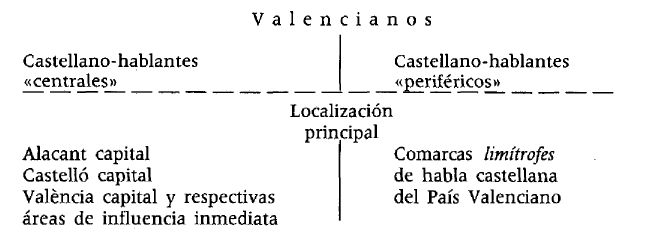 Valencianos
Castellano-hablantes
«centrales»
Castellano-hablantes
«periféricos»
Localización
principal
Alacant capital
Castelló capital
València capital y respectivas
áreas de influencia inmediata
Comarcas limítrofes
de habla castellana
del País Valenciano